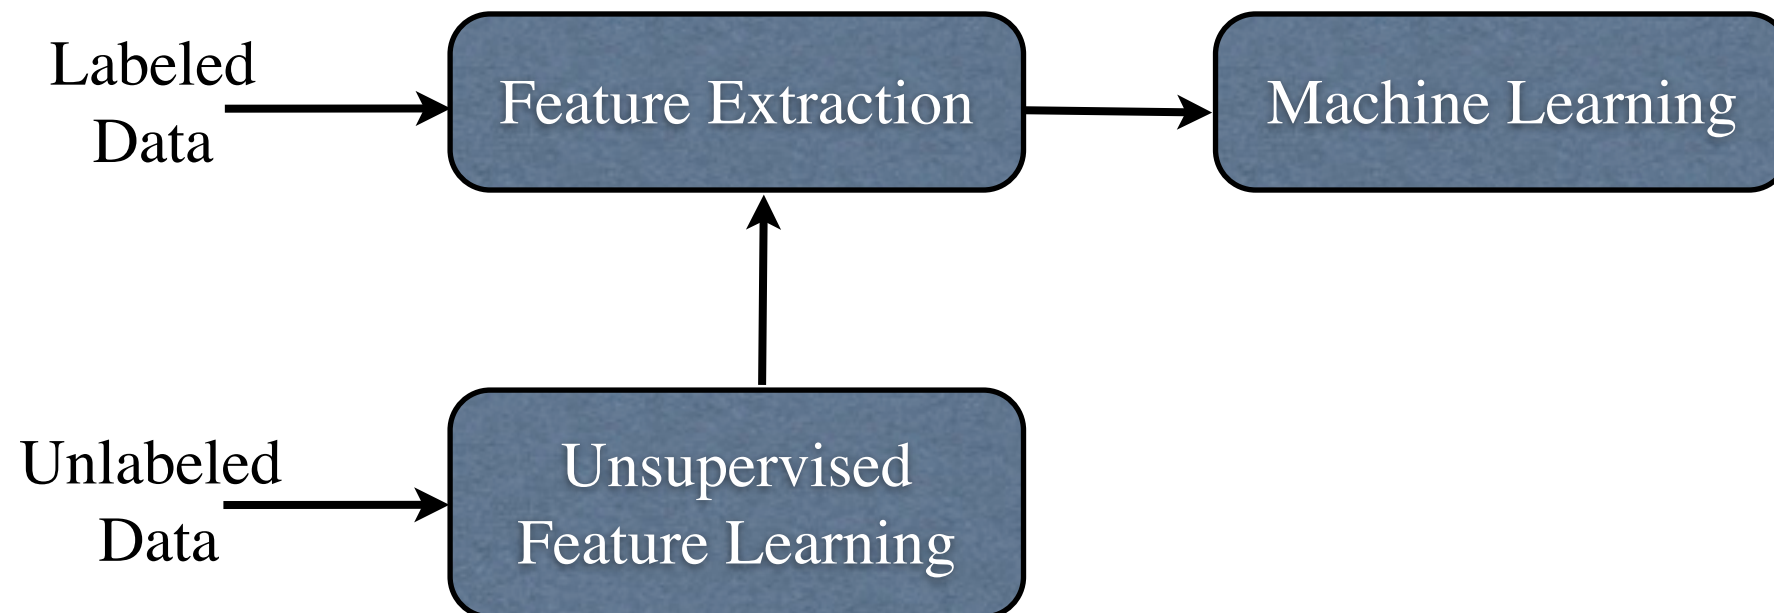 Labeled
Data
Feature Extraction
Machine Learning
Unlabeled
Data
Unsupervised
Feature Learning